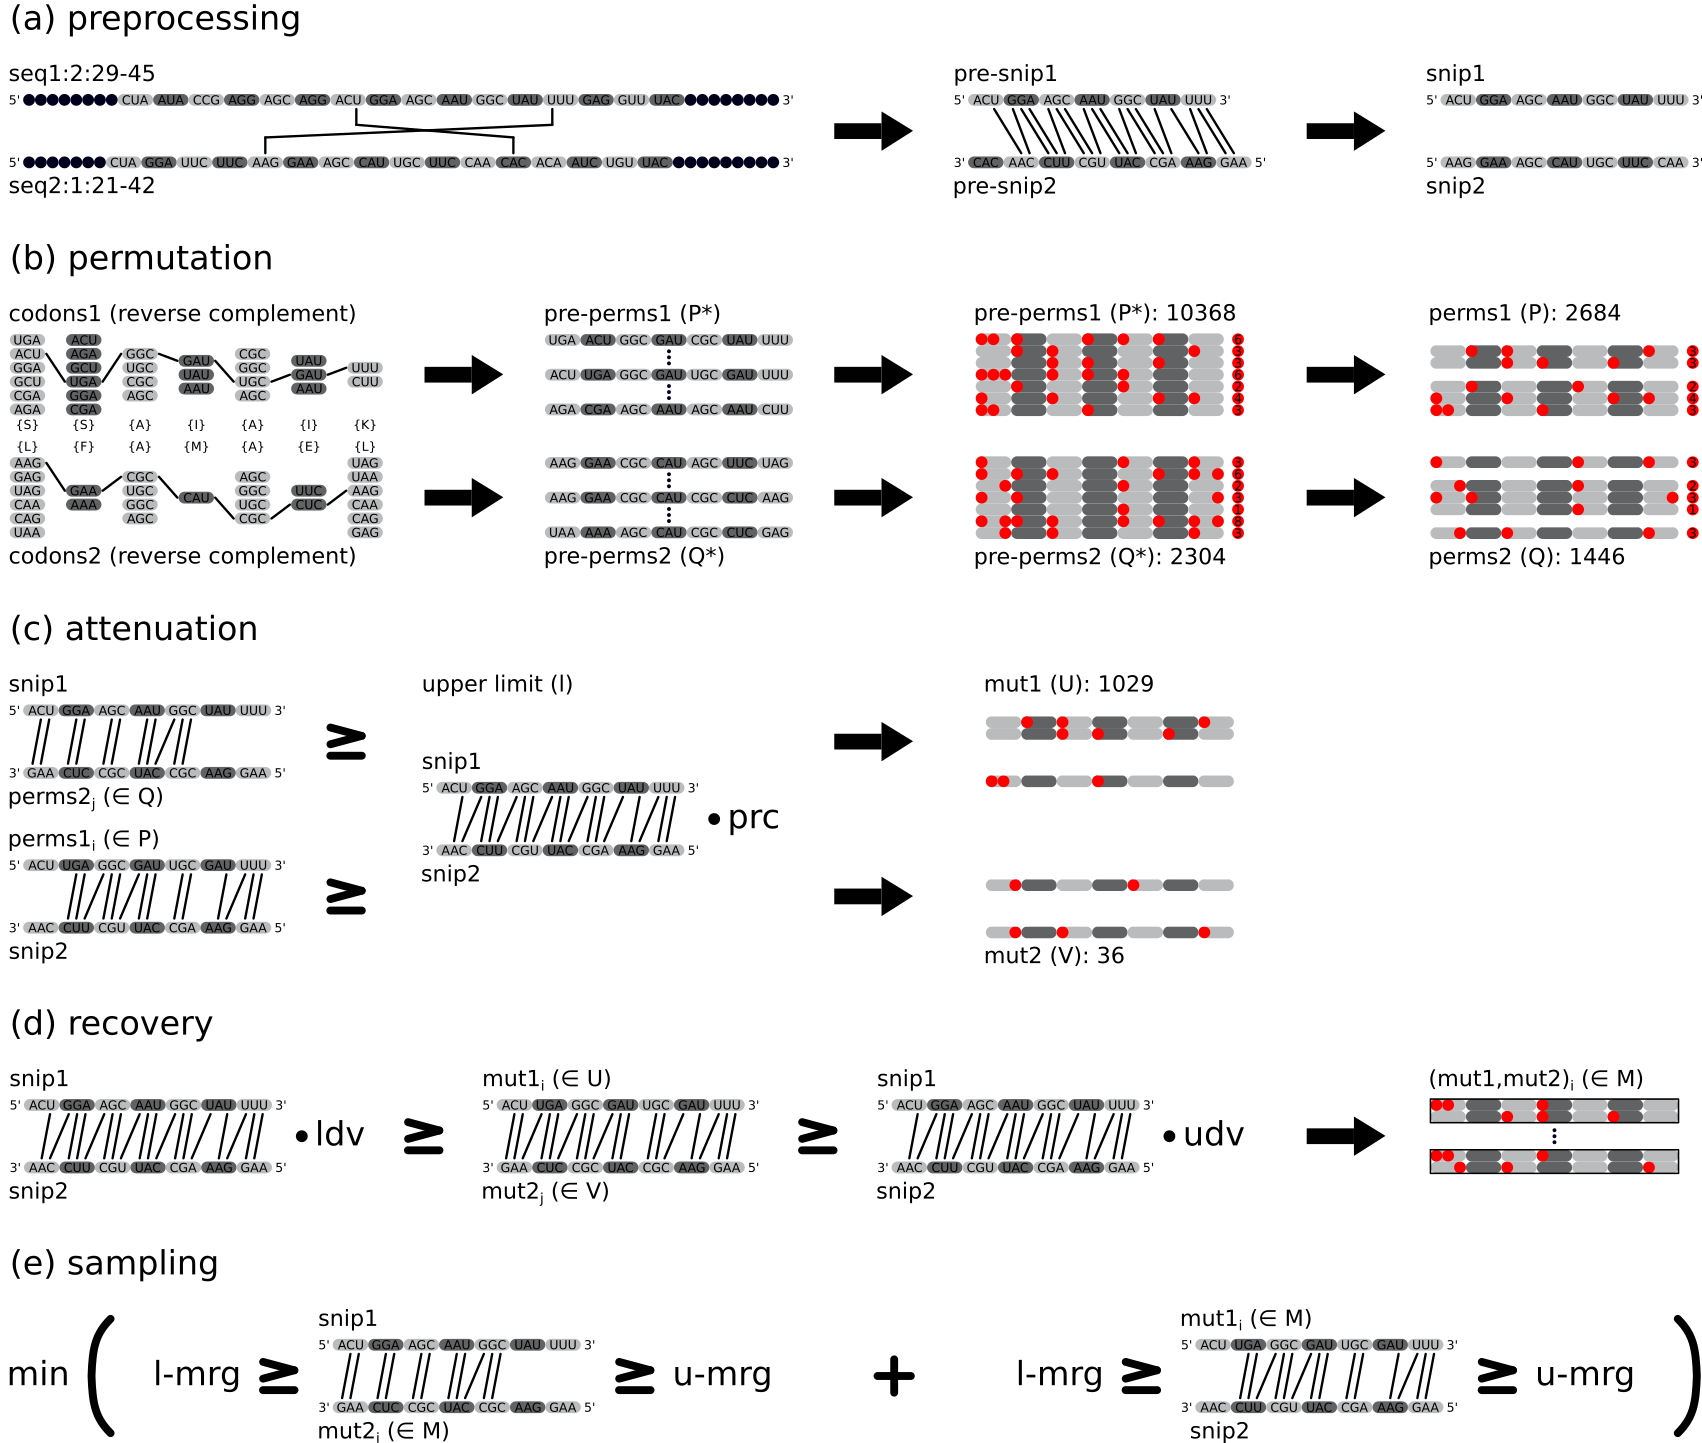 (a) preprocessing
seq1:2:29-45
5' CUA AUA CCG AGG AGC AGG ACU GGA AGC AAU GGC UAU UUU GAG GUU UAC 3'
5' CUA GGA UUC UUC AAG GAA AGC CAU UGC UUC CAA CAC ACA AUC UGU UAC 3'
seq2:1:21-42
pre-snip1
5' ACU GGA AGC AAU GGC UAU UUU 3'
3' CAC AAC CUU CGU UAC CGA AAG GAA 5'
pre-snip2
snip1
5' ACU GGA AGC AAU GGC UAU UUU 3'
5' AAG GAA AGC CAU UGC UUC CAA 3'
snip2
(b) permutation
codons1 (reverse complement)
UGA ACU
ACU AGA GGC GAU CGC UAU
GGA GCU UGC UAU GGC GAU UUU
GCU UGA CGC AAU UGC AAU CUU
CGA GGA AGC AGC
AGA CGA
{S} {S} {A} {I} {A} {I} {K}
{L} {F} {A} {M} {A} {E} {L}
AAG UAG
GAG CGC AGC UAA
UAG GAA UGC CAU GGC UUC AAG
CAA AAA GGC UGC CUC CAA
CAG AGC CGC CAG
UAA GAG
codons2 (reverse complement)
pre-perms1 (P*)
UGA ACU GGC GAU CGC UAU UUU
ACU UGA GGC GAU UGC GAU UUU
AGA CGA AGC AAU AGC AAU CUU
AAG GAA CGC CAU AGC UUC UAG
AAG GAA CGC CAU CGC CUC AAG
UAA AAA AGC CAU CGC CUC GAG
pre-perms2 (Q*)
pre-perms1 (P*): 10368
6
3
3
6
2
4
3
3
6
2
3
1
8
3
pre-perms2 (Q*): 2304
perms1 (P): 2684
3
3
2
4
3
3
2
3
1
3
perms2 (Q): 1446
(c) attenuation
snip1
5' ACU GGA AGC AAU GGC UAU UUU 3'
≥
3' GAA CUC CGC UAC CGC AAG GAA 5'
perms2j (∈ Q)
perms1i (∈ P)
5' ACU UGA GGC GAU UGC GAU UUU 3'
≥
3' AAC CUU CGU UAC CGA AAG GAA 5'
snip2
upper limit (l)
snip1
5' ACU GGA AGC AAU GGC UAU UUU 3'
• prc
3' AAC CUU CGU UAC CGA AAG GAA 5'
snip2
mut1 (U): 1029
mut2 (V): 36
(d) recovery
snip1
5' ACU GGA AGC AAU GGC UAU UUU 3'
• ldv
3' AAC CUU CGU UAC CGA AAG GAA 5'
snip2
≥
mut1i (∈ U)
5' ACU UGA GGC GAU UGC GAU UUU 3'
3' GAA CUC CGC UAC CGC AAG GAA 5'
mut2j (∈ V)
≥
snip1
5' ACU GGA AGC AAU GGC UAU UUU 3'
• udv
3' AAC CUU CGU UAC CGA AAG GAA 5'
snip2
(mut1,mut2)i (∈ M)
(e) sampling
min ( l-mrg ≥
snip1
5' ACU GGA AGC AAU GGC UAU UUU 3'
3' GAA CUC CGC UAC CGC AAG GAA 5'
mut2i (∈ M)
≥ u-mrg + l-mrg ≥
mut1i (∈ M)
5' ACU UGA GGC GAU UGC GAU UUU 3'
3' AAC CUU CGU UAC CGA AAG GAA 5'
snip2
≥ u-mrg )